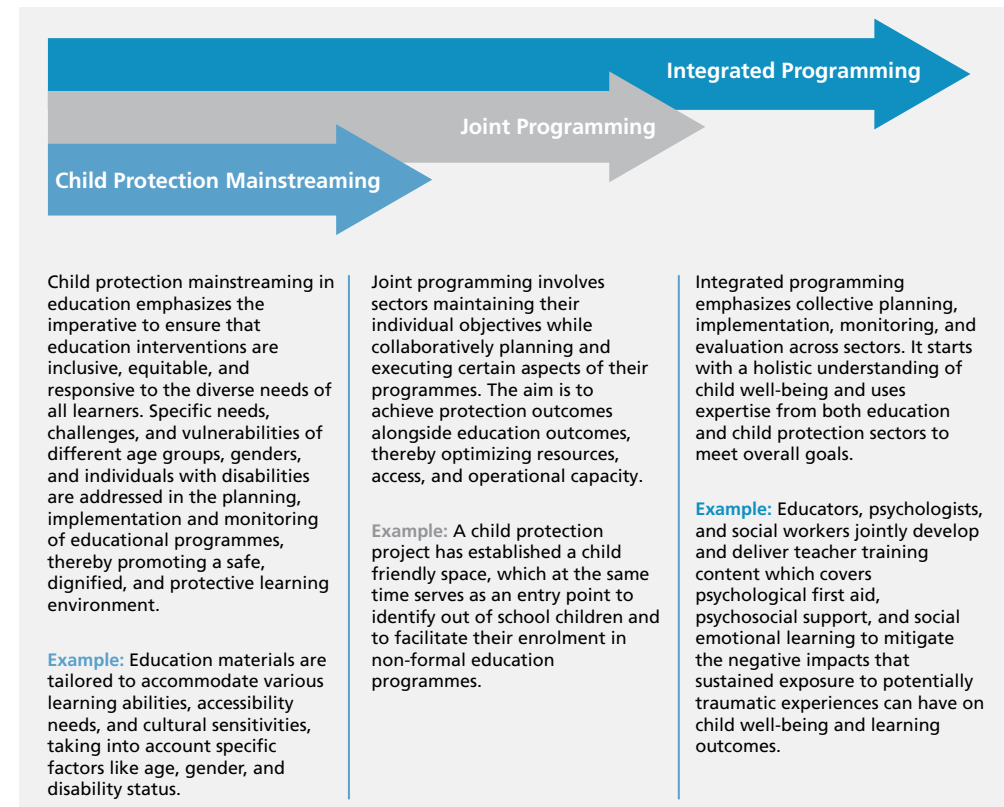 Integrated Programming
Joint Programming
Child Protection Mainstreaming
Child protection mainstreaming in
education emphasizes the
imperative to ensure that
education interventions are
inclusive, equitable, and
responsive to the diverse needs of
all learners. Specific needs,
challenges, and vulnerabilities of
different age groups, genders,
and individuals with disabilities
are addressed in the planning,
implementation and monitoring
of educational programmes,
thereby promoting a safe,
dignified, and protective learning
environment.
Example: Education materials are
tailored to accommodate various
learning abilities, accessibility
needs, and cultural sensitivities,
taking into account specific
factors like age, gender, and
disability status.
Joint programming involves
sectors maintaining their
individual objectives while
collaboratively planning and
executing certain aspects of their
programmes. The aim is to
achieve protection outcomes
alongside education outcomes,
thereby optimizing resources,
access, and operational capacity.
Example: A child protection
project has established a child
friendly space, which at the same
time serves as an entry point to
identify out of school children and
to facilitate their enrolment in
non-formal education
programmes.
Integrated programming
emphasizes collective planning,
implementation, monitoring, and
evaluation across sectors. It starts
with a holistic understanding of
child well-being and uses
expertise from both education
and child protection sectors to
meet overall goals.
Example: Educators, psychologists,
and social workers jointly develop
and deliver teacher training
content which covers
psychological first aid,
psychosocial support, and social
emotional learning to mitigate
the negative impacts that
sustained exposure to potentially
traumatic experiences can have on
child well-being and learning
outcomes.